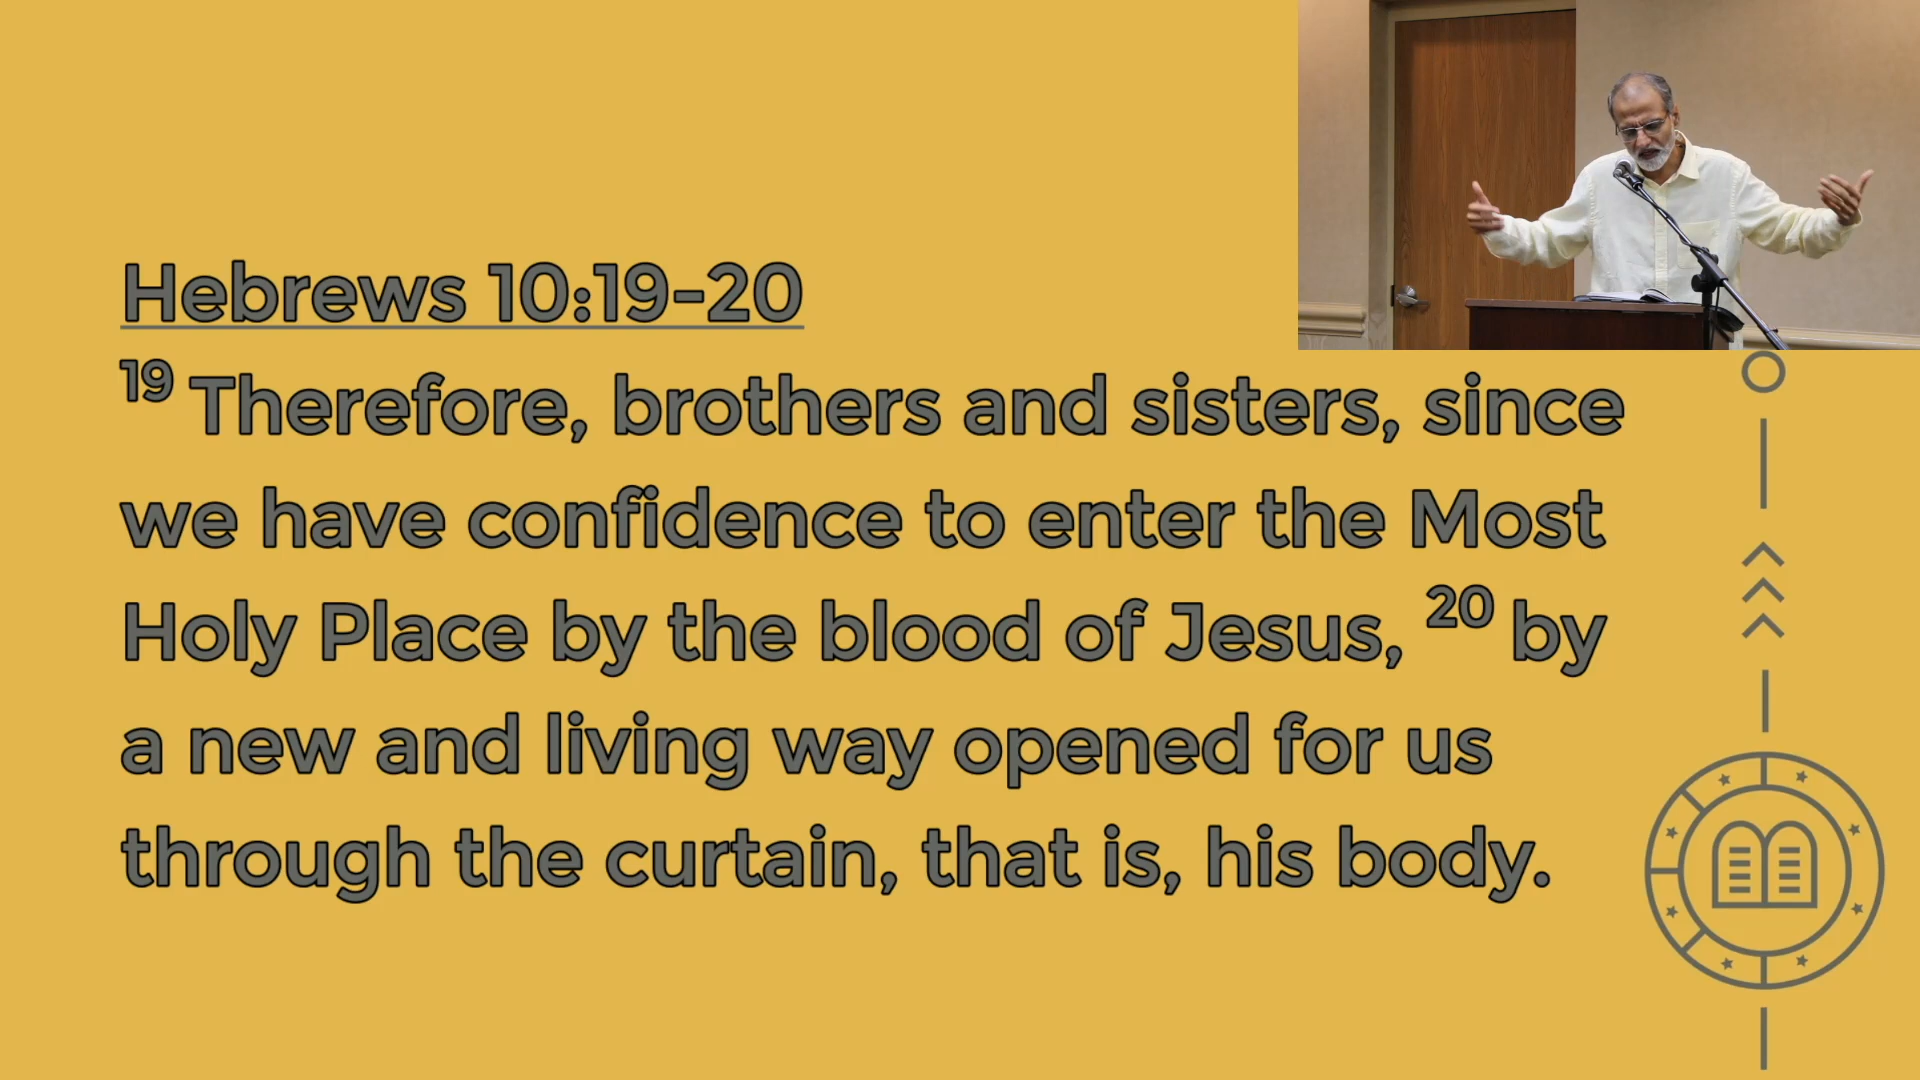 Hebrews 10:19-20
19 Therefore, brothers and sisters, since
we have confidence to enter the Most
Holy Place by the blood of Jesus, 20 by
a new and living way opened for us
through the curtain, that is, his body.